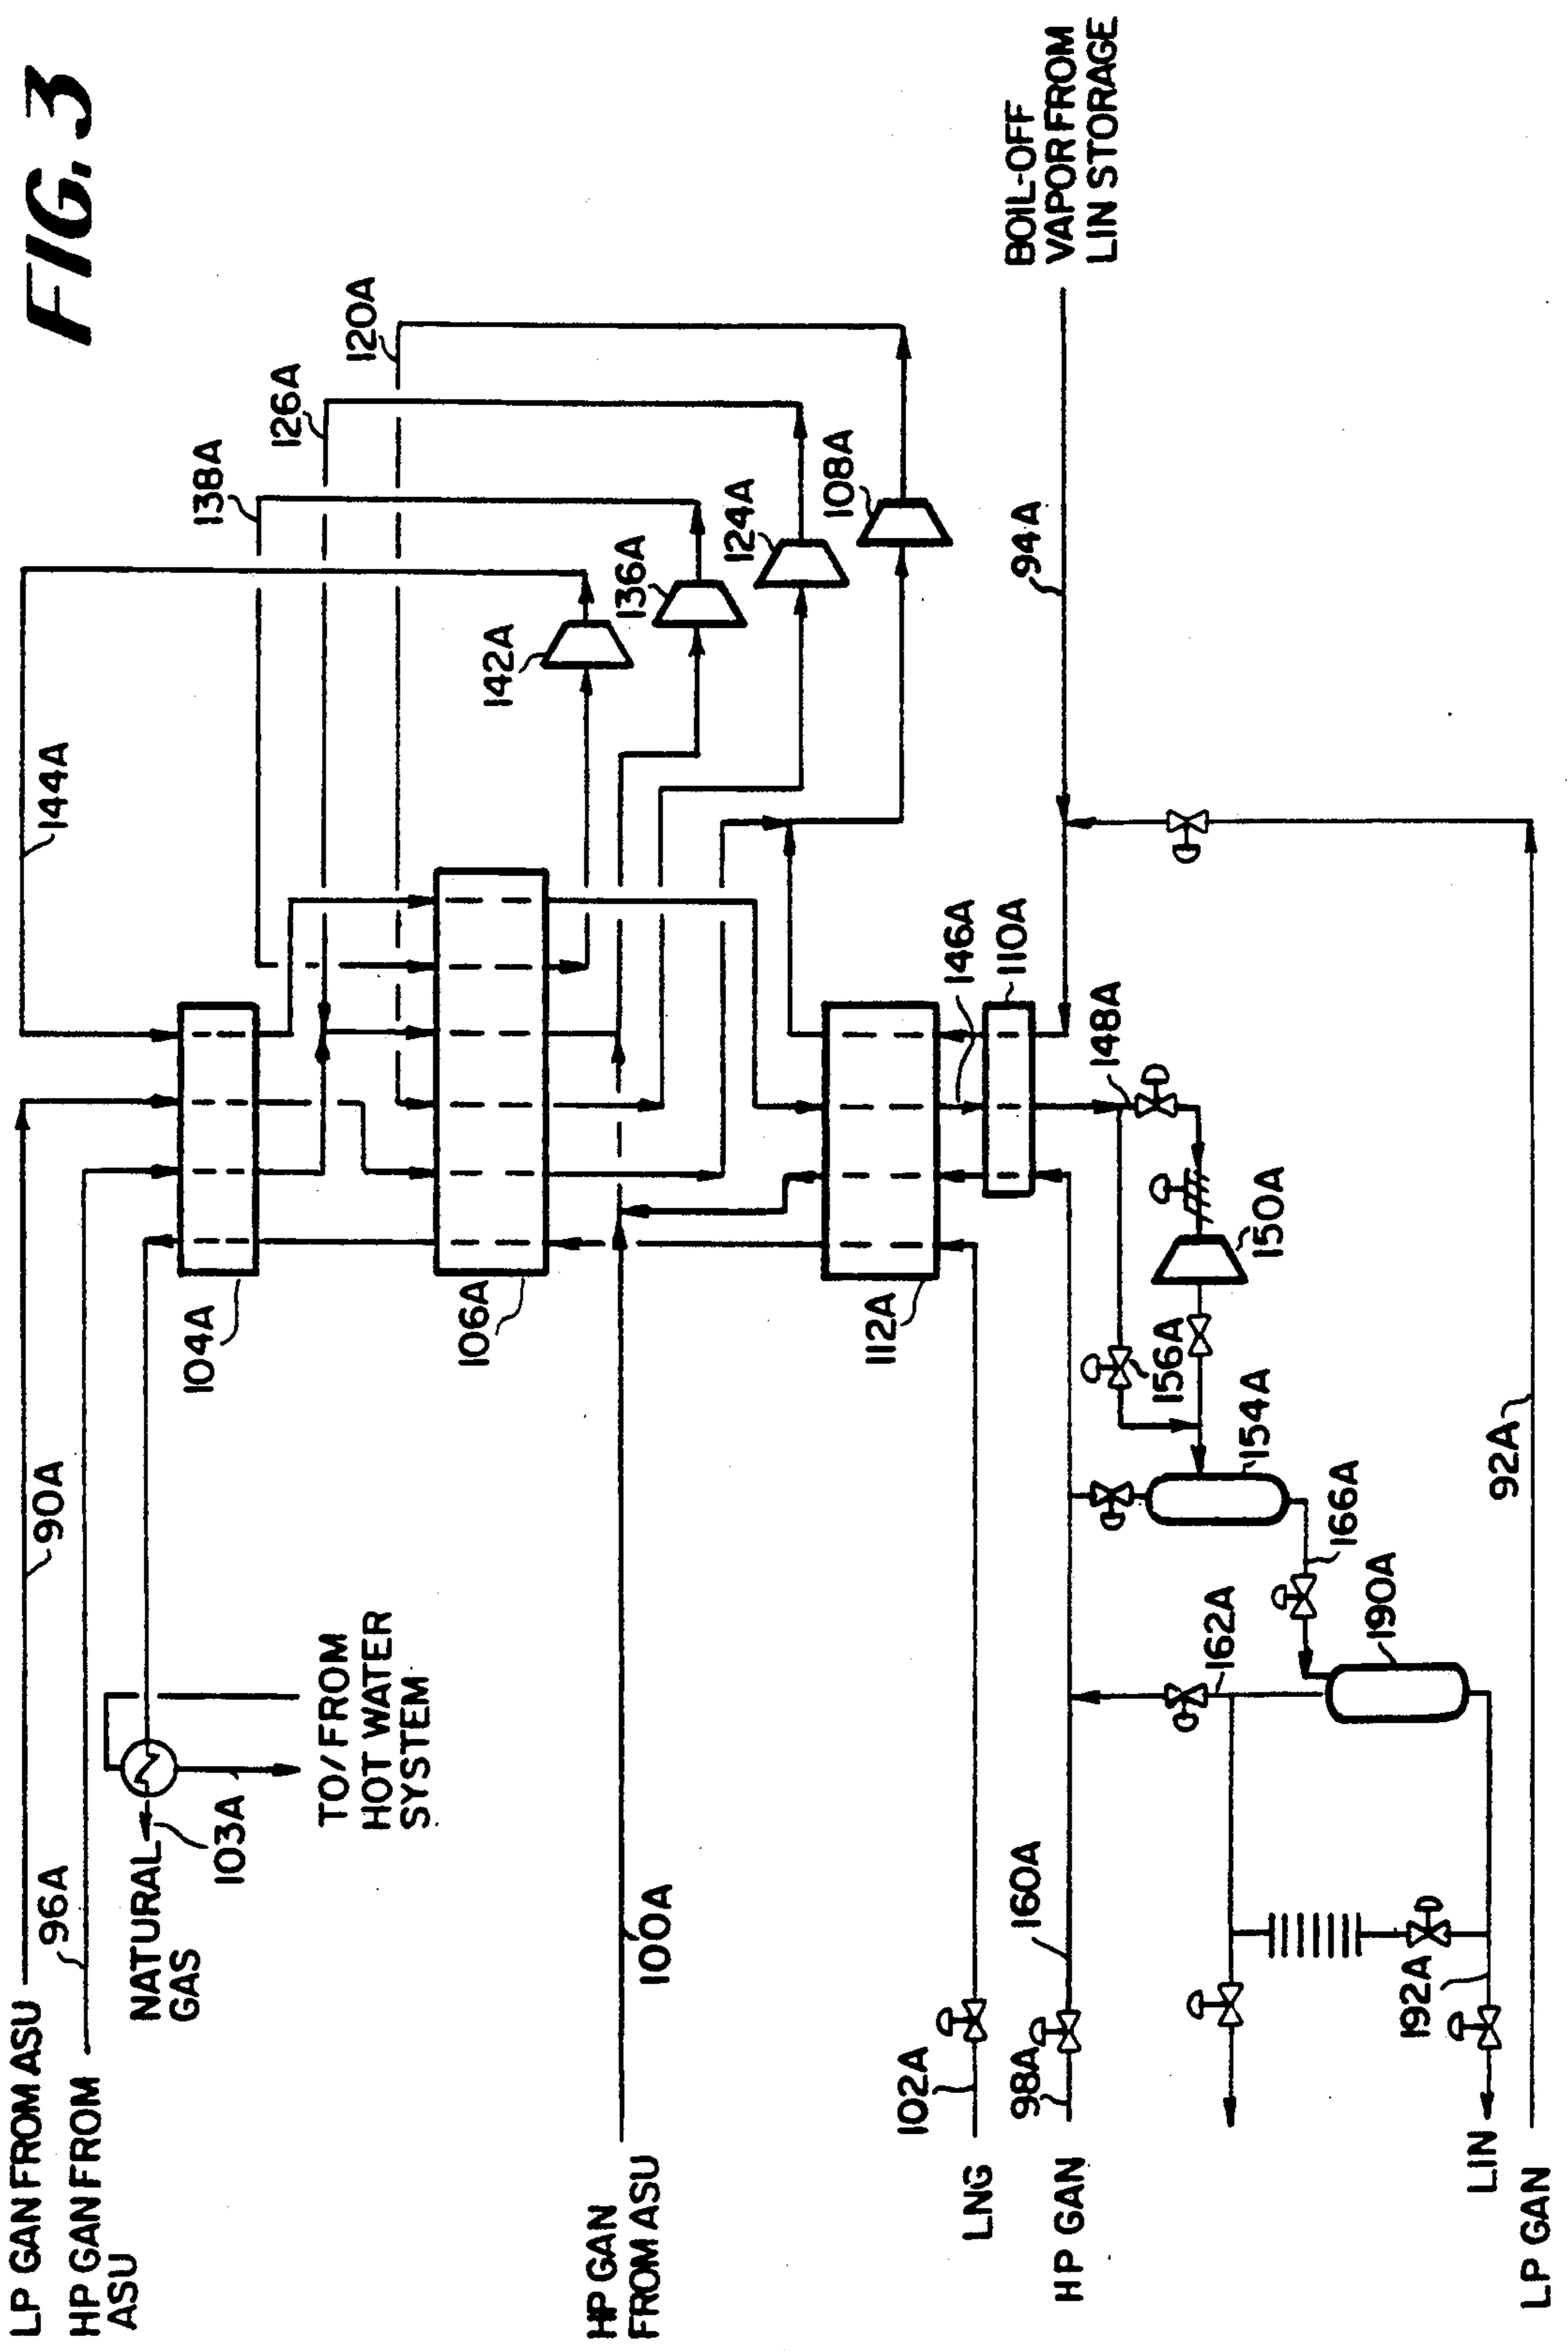 FIG. 3
LP GAN FROM ASU
90A
144A
HP GAN FROM
ASU
96A
NATURAL
GAS
103A
TO/FROM
HOT WATER
SYSTEM
104A
138A
126A
120A
106A
142A
136A
124A
108A
HP GAN
FROM ASU
100A
LNG
102A
112A
146A
110A
HP GAN
98A
160A
94A
BOIL-OFF
VAPOR FROM
LIN STORAGE
148A
150A
156A
154A
166A
162A
190A
192A
LIN
LP GAN
92A